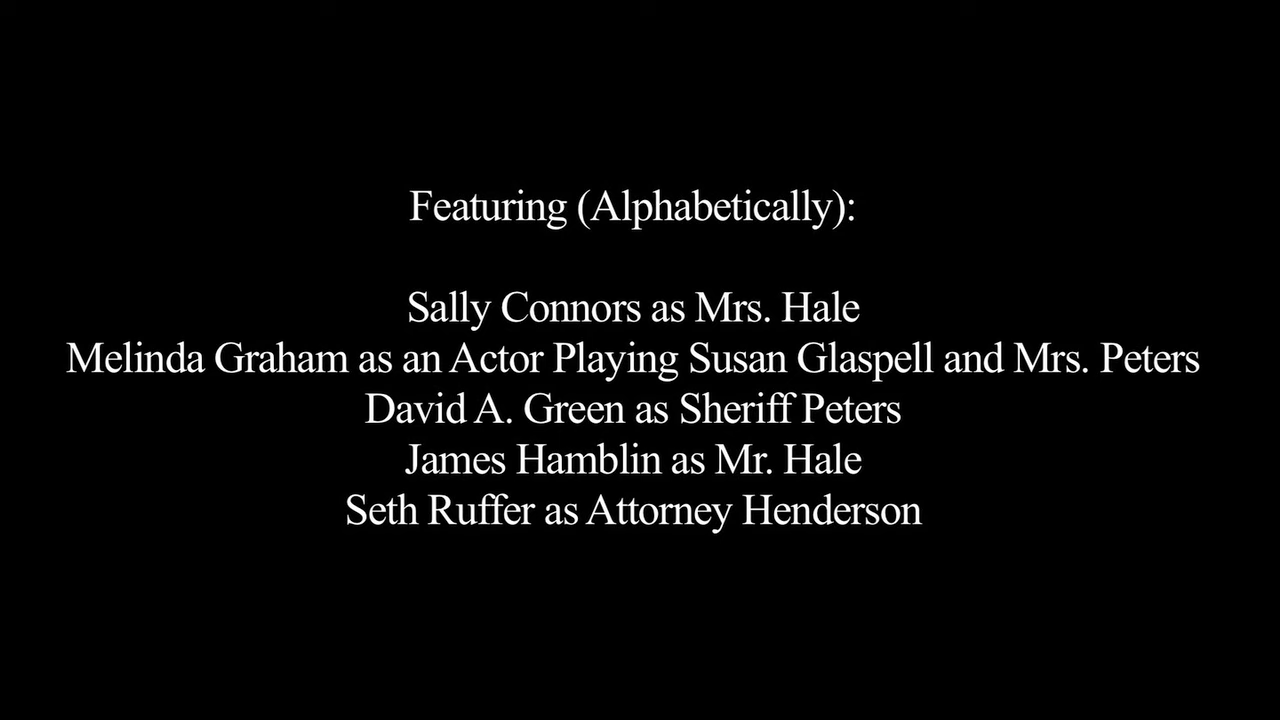 Featuring (Alphabetically):
Sally Connors as Mrs. Hale
Melinda Graham as an Actor Playing Susan Glaspell and Mrs. Peters
David A. Green as Sheriff Peters
James Hamblin as Mr. Hale
Seth Ruffer as Attorney Henderson